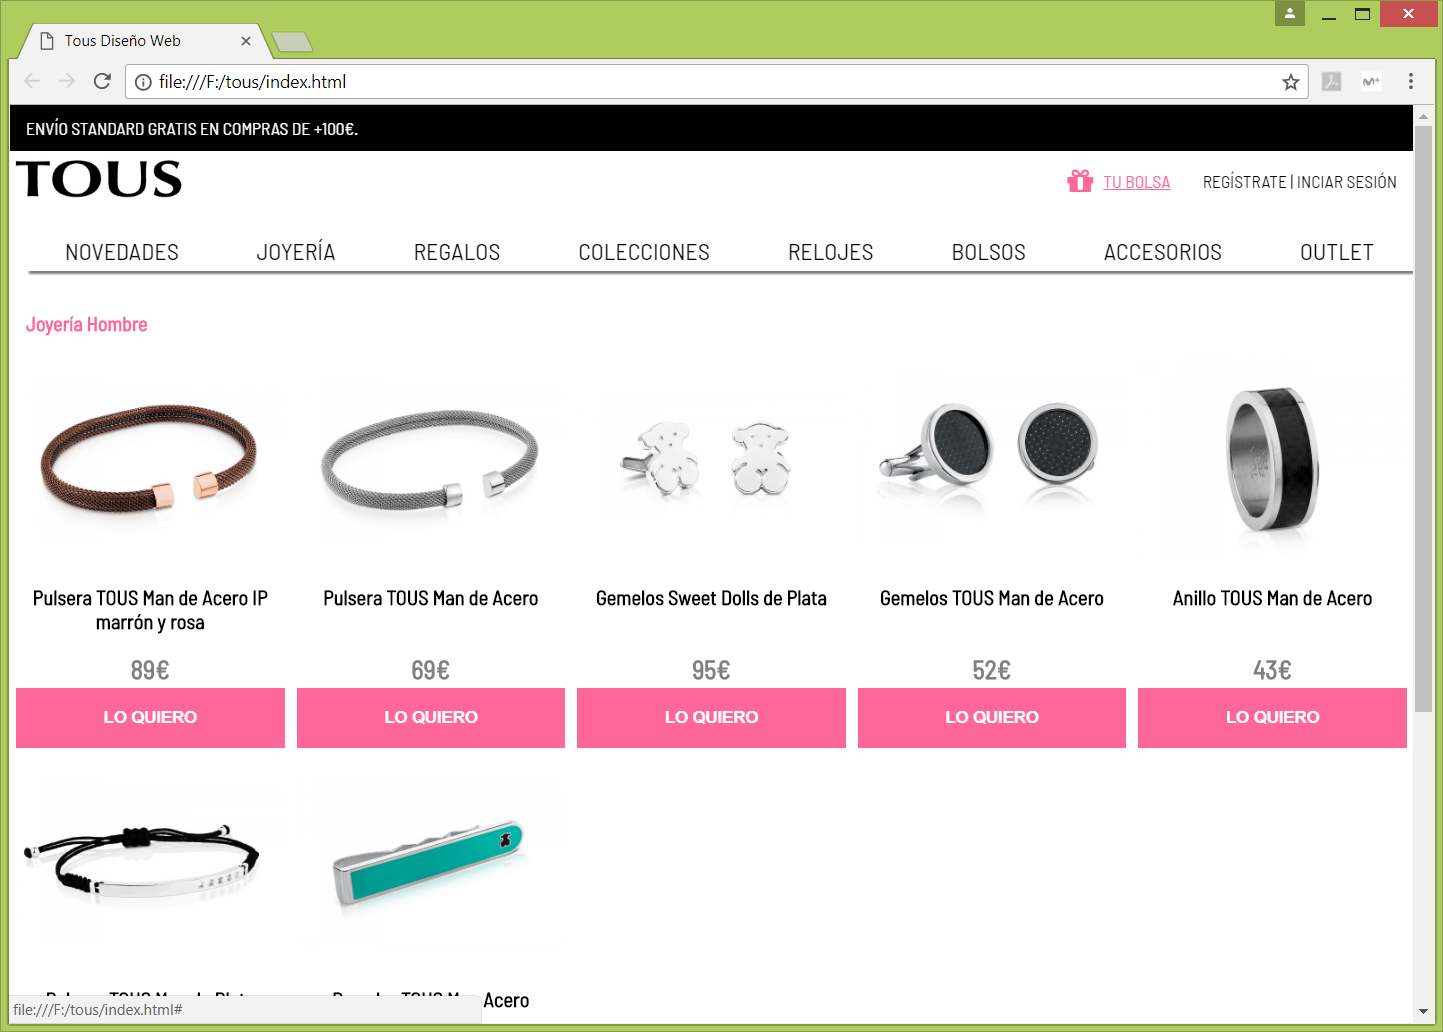 Tous Diseño Web
file:///F:/tous/index.html
ENVÍO STANDARD GRATIS EN COMPRAS DE +100€.
TOUS
TU BOLSA
REGÍSTRATE | INCIAR SESIÓN
NOVEDADES JOYERÍA REGALOS COLECCIONES RELOJES BOLSOS ACCESORIOS OUTLET
Joyería Hombre
Pulsera TOUS Man de Acero IP
marrón y rosa
Pulsera TOUS Man de Acero
Gemelos Sweet Dolls de Plata
Gemelos TOUS Man de Acero
Anillo TOUS Man de Acero
89€ 69€ 95€ 52€ 43€
LO QUIERO LO QUIERO LO QUIERO LO QUIERO LO QUIERO
Acero
file:///F:/tous/index.html#